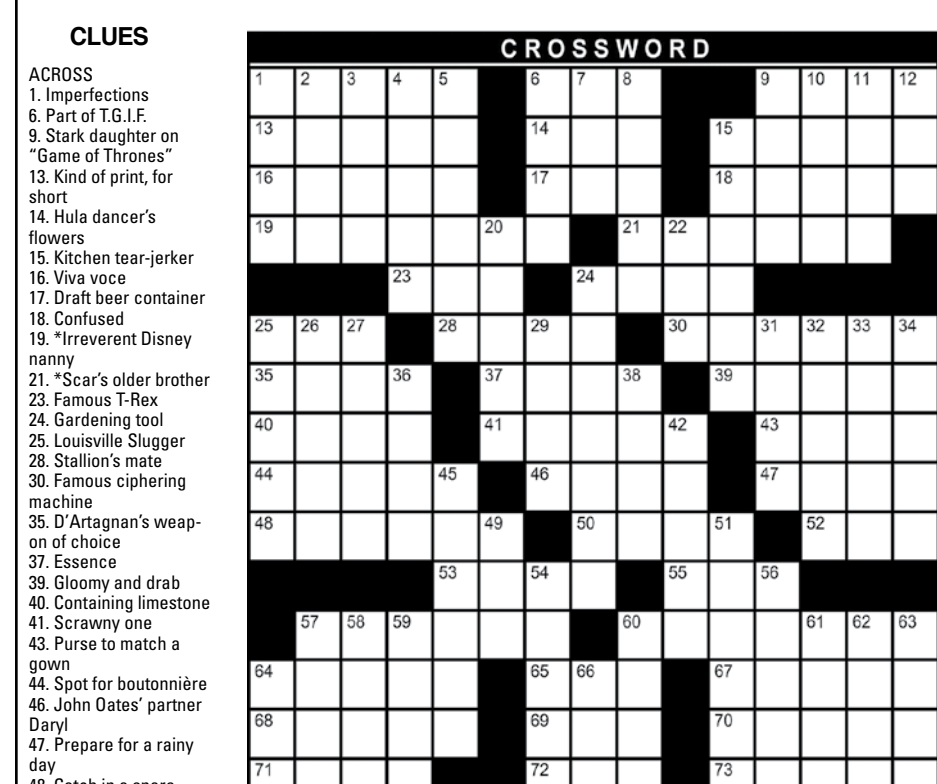 CLUES
ACROSS
1. Imperfections
6. Part of T.G.I.F.
9. Stark daughter on
“Game of Thrones”
13. Kind of print, for
short
14. Hula dancer’s
flowers
15. Kitchen tear-jerker
16. Viva voce
17. Draft beer container
18. Confused
19. *Irreverent Disney
nanny
21. *Scar’s older brother
23. Famous T-Rex
24. Gardening tool
25. Louisville Slugger
28. Stallion’s mate
30. Famous ciphering
machine
35. D’Artagnan’s weap-
on of choice
37. Essence
39. Gloomy and drab
40. Containing limestone
41. Scrawny one
43. Purse to match a
gown
44. Spot for boutonnière
46. John Oates’ partner
Daryl
47. Prepare for a rainy
day
48. Catch in a snare
CROSSWORD
1 2 3 4 5 6 7 8 9 10 11 12
13 14 15
16 17 18
19 20 21 22
23 24
25 26 27 28 29 30 31 32 33 34
35 36 37 38 39
40 41 42 43
44 45 46 47
48 49 50 51 52
53 54 55 56
57 58 59 60 61 62 63
64 65 66 67
68 69 70
71 72 73